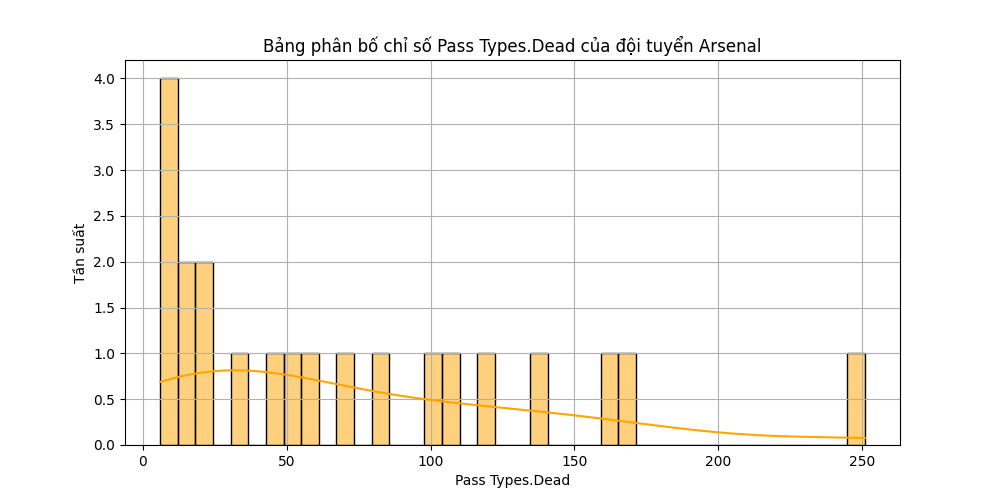 Bảng phân bố chỉ số Pass Types.Dead của đội tuyển Arsenal
4.0
3.5
3.0
2.5
2.0
1.5
1.0
0.5
0.0
Tần suất
0 50 100 150 200 250
Pass Types.Dead